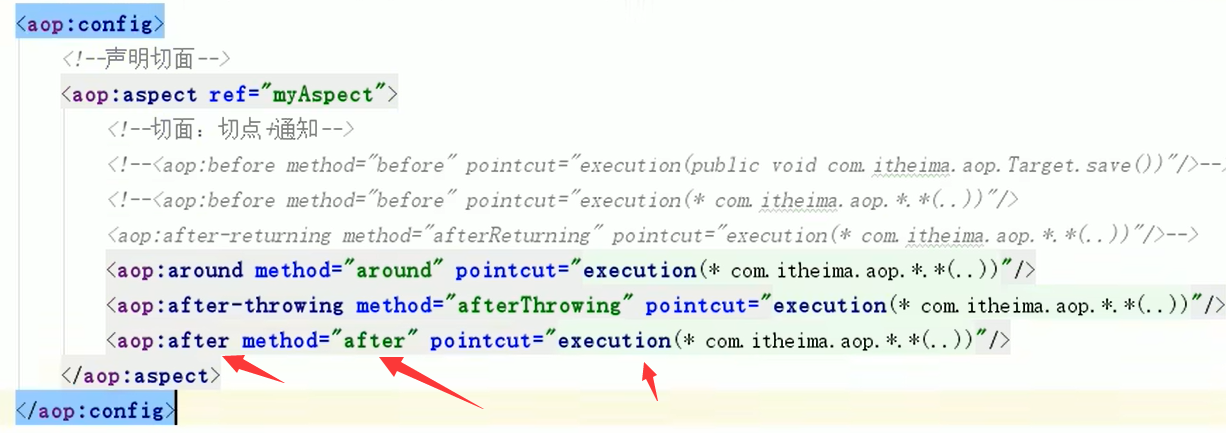 <aop:config>
<!--声明切面-->
<aop:aspect ref="myAspect">
<!--切面：切点+通知-->
<!--<aop:before method="before" pointcut="execution(public void com.itheima.aop.Target.save())"/>--
<!--<aop:before method="before" pointcut="execution(* com.itheima.aop.*.*(..))"/>
<aop:after-returning method="afterReturning" pointcut="execution(* com.itheima.aop.*.*(..))"/>-->
<aop:around method="around" pointcut="execution(* com.itheima.aop.*.*(..))"/>
<aop:after-throwing method="afterThrowing" pointcut="execution(* com.itheima.aop.*.*(..))"/>
<aop:after method="after" pointcut="execution(* com.itheima.aop.*.*(..))"/>
</aop:aspect>
</aop:config>